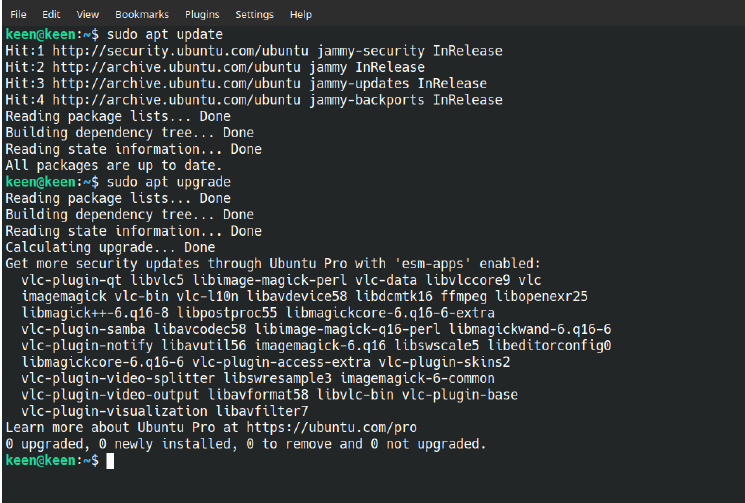 File Edit View Bookmarks Plugins Settings Help
keen@keen:~$ sudo apt update
Hit:1 http://security.ubuntu.com/ubuntu jammy-security InRelease
Hit:2 http://archive.ubuntu.com/ubuntu jammy InRelease
Hit:3 http://archive.ubuntu.com/ubuntu jammy-updates InRelease
Hit:4 http://archive.ubuntu.com/ubuntu jammy-backports InRelease
Reading package lists... Done
Building dependency tree... Done
Reading state information... Done
All packages are up to date.
keen@keen:~$ sudo apt upgrade
Reading package lists... Done
Building dependency tree... Done
Reading state information... Done
Calculating upgrade... Done
Get more security updates through Ubuntu Pro with 'esm-apps' enabled:
  vlc-plugin-qt libvlc5 libimage-magick-perl vlc-data libvlccore9 vlc
  imagemagick vlc-bin vlc-l10n libavdevice58 libdcmtk16 ffmpeg libopenexr25
  libmagick++-6.q16-8 libpostproc55 libmagickcore-6.q16-6-extra
  vlc-plugin-samba libavcodec58 libimage-magick-q16-perl libmagickwand-6.q16-6
  vlc-plugin-notify libavutil56 imagemagick-6.q16 libswscale5 libeditorconfig0
  libmagickcore-6.q16-6 vlc-plugin-access-extra vlc-plugin-skins2
  vlc-plugin-video-splitter libswresample3 imagemagick-6-common
  vlc-plugin-video-output libavformat58 libvlc-bin vlc-plugin-base
  vlc-plugin-visualization libavfilter7
Learn more about Ubuntu Pro at https://ubuntu.com/pro
0 upgraded, 0 newly installed, 0 to remove and 0 not upgraded.
keen@keen:~$